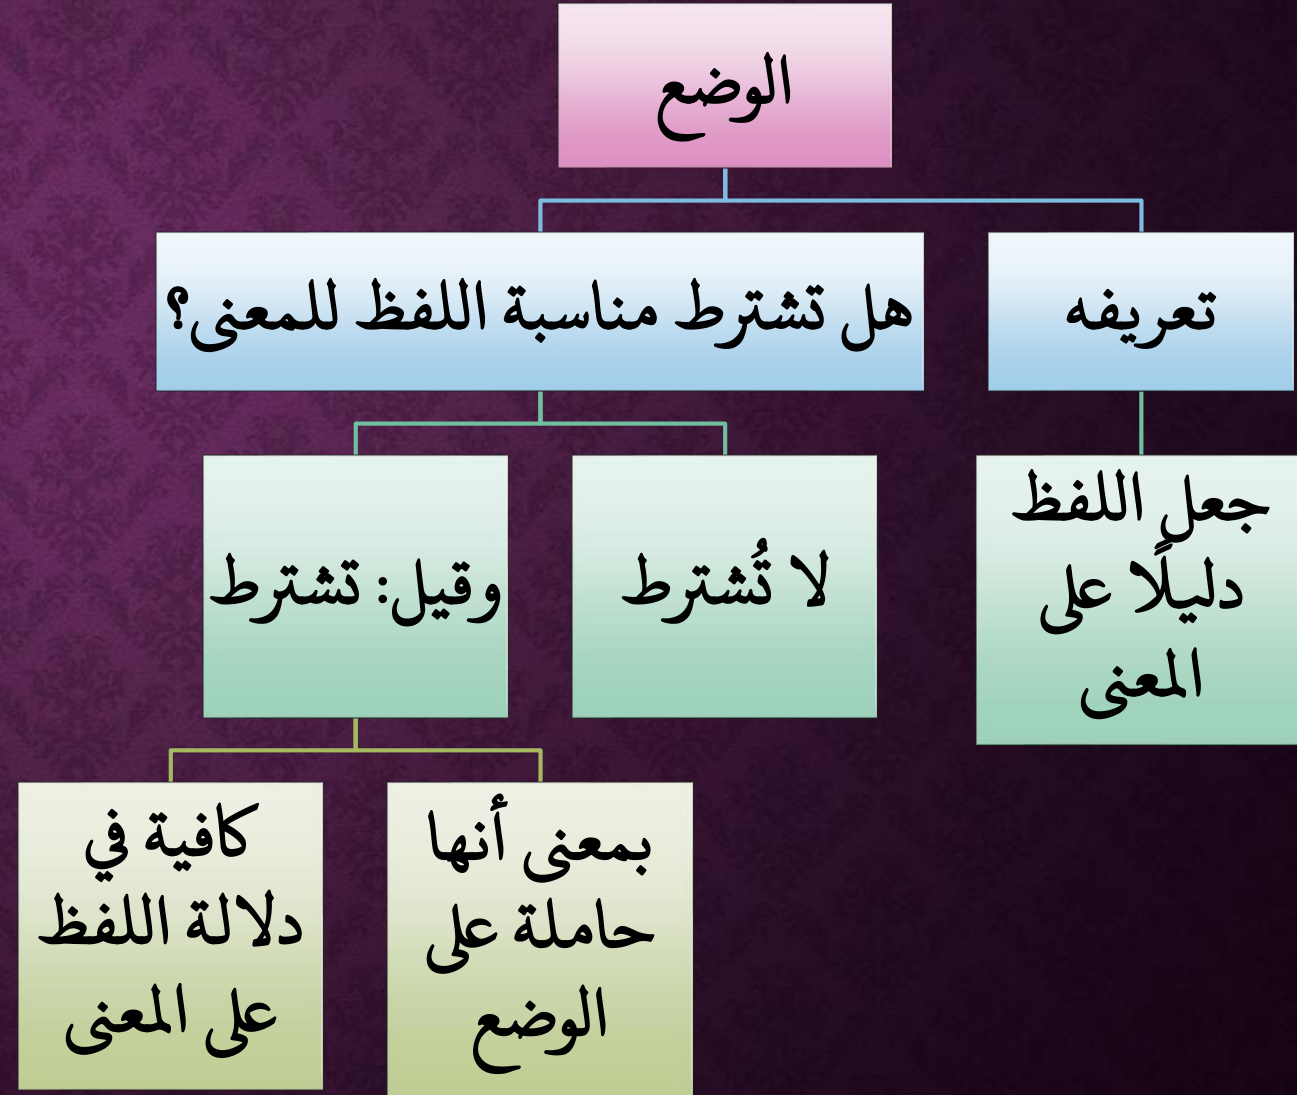 الوضع
تعريفه
هل تشترط مناسبة اللفظ للمعنى؟
جعل اللفظ
دليلًا على
المعنى
لا تُشترط
وقيل: تشترط
بمعنى أنها
حاملة على
الوضع
كافية في
دلالة اللفظ
على المعنى